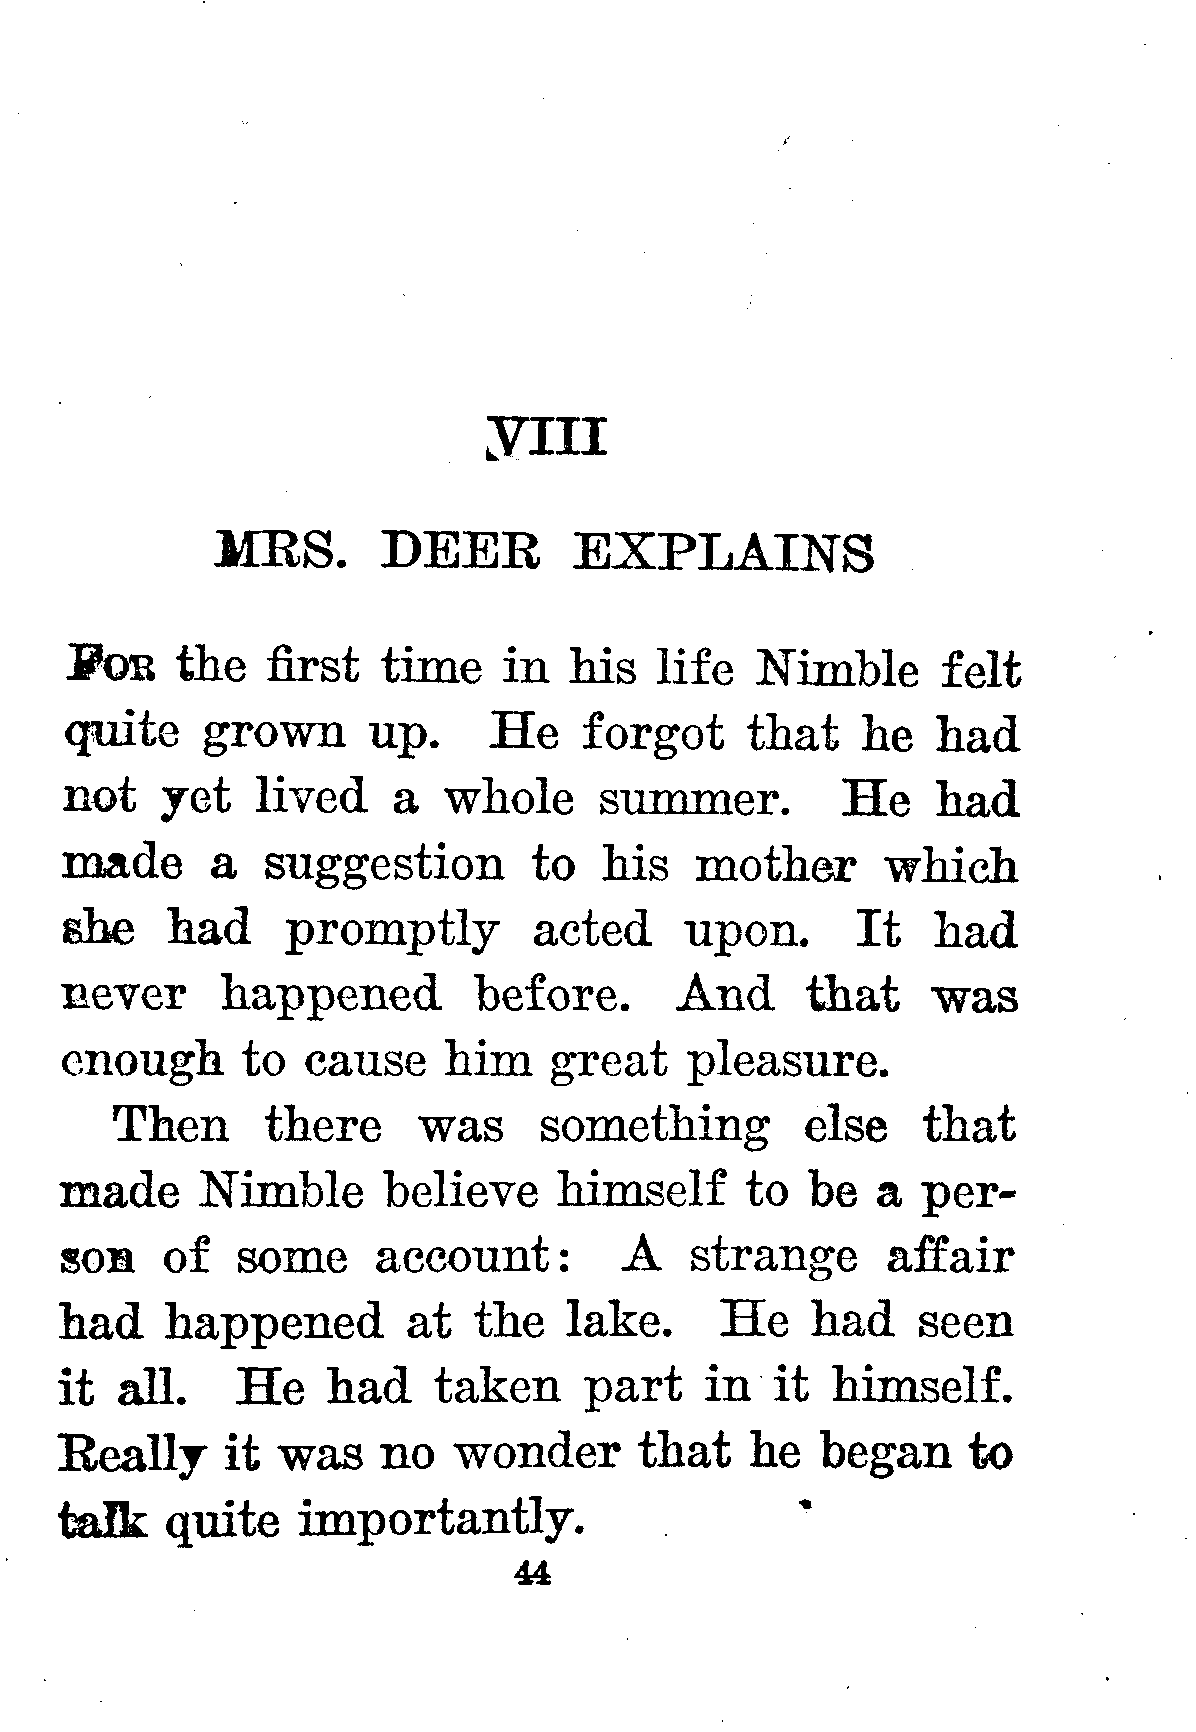 VIII
MRS. DEER EXPLAINS
FOR the first time in his life Nimble felt
quite grown up. He forgot that he had
not yet lived a whole summer. He had
made a suggestion to his mother which
she had promptly acted upon. It had
never happened before. And that was
enough to cause him great pleasure.
Then there was something else that
made Nimble believe himself to be a per-
son of some account: A strange affair
had happened at the lake. He had seen
it all. He had taken part in it himself.
Really it was no wonder that he began to
talk quite importantly.
44